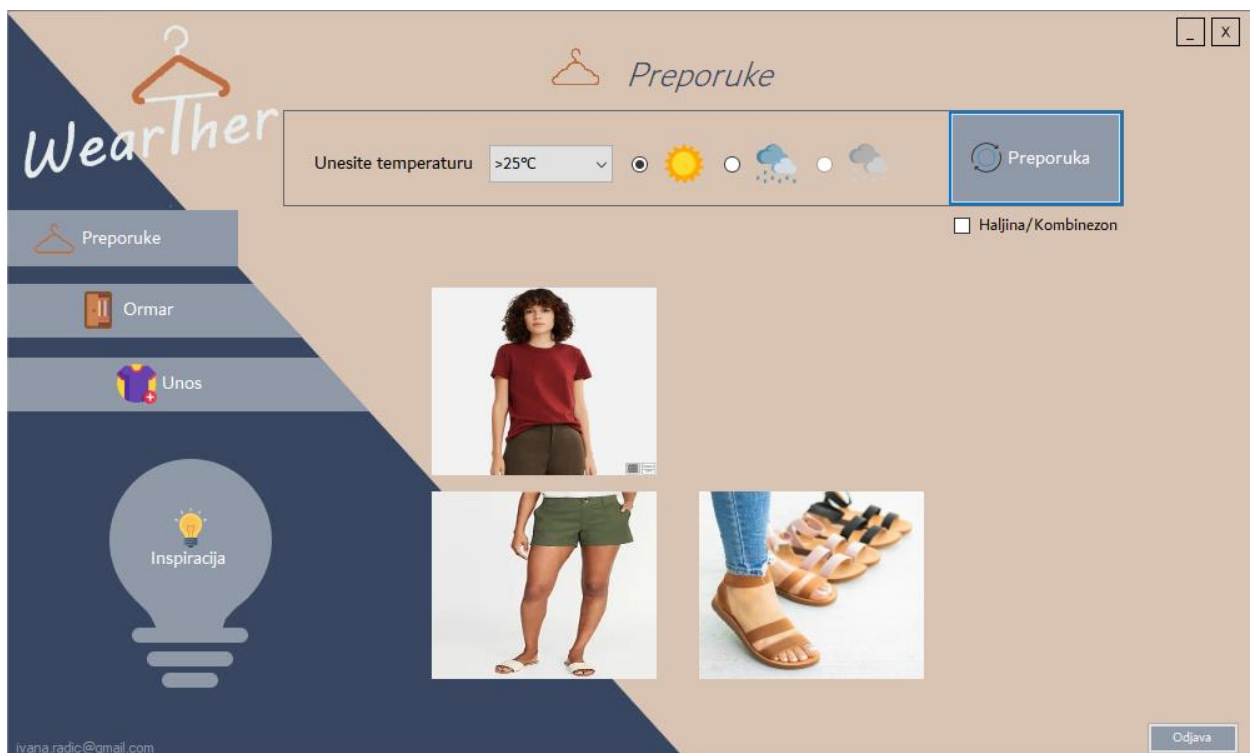 _ X
WearTher
Preporuke
Unesite temperaturu >25°C
Preporuka
Haljina/Kombinezon
Preporuke
Ormar
Unos
Inspiracija
ivana.radic@gmail.com
Odjava